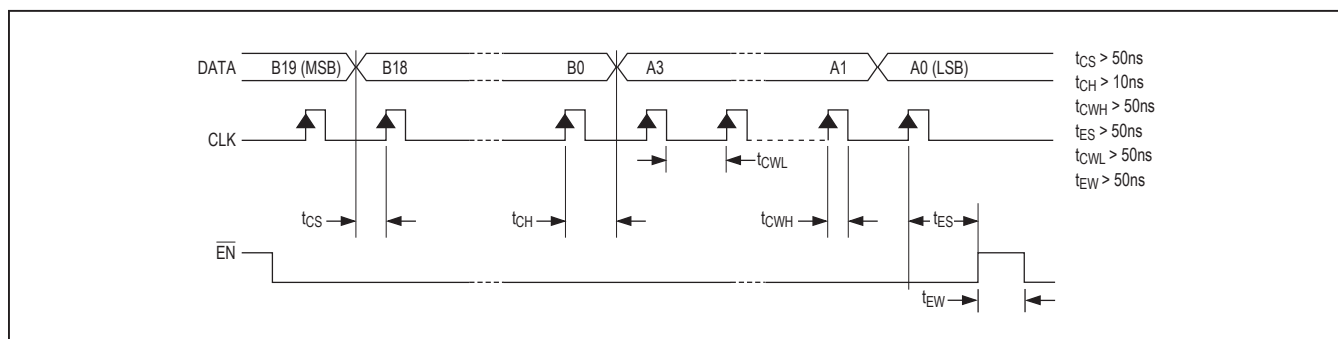 DATA B19 (MSB) B18 B0 A3 A1 A0 (LSB)
CLK
tCWL
tCS tCH tCWH tES
EN
tEW
tCS > 50ns
tCH > 10ns
tCWH > 50ns
tES > 50ns
tCWL > 50ns
tEW > 50ns